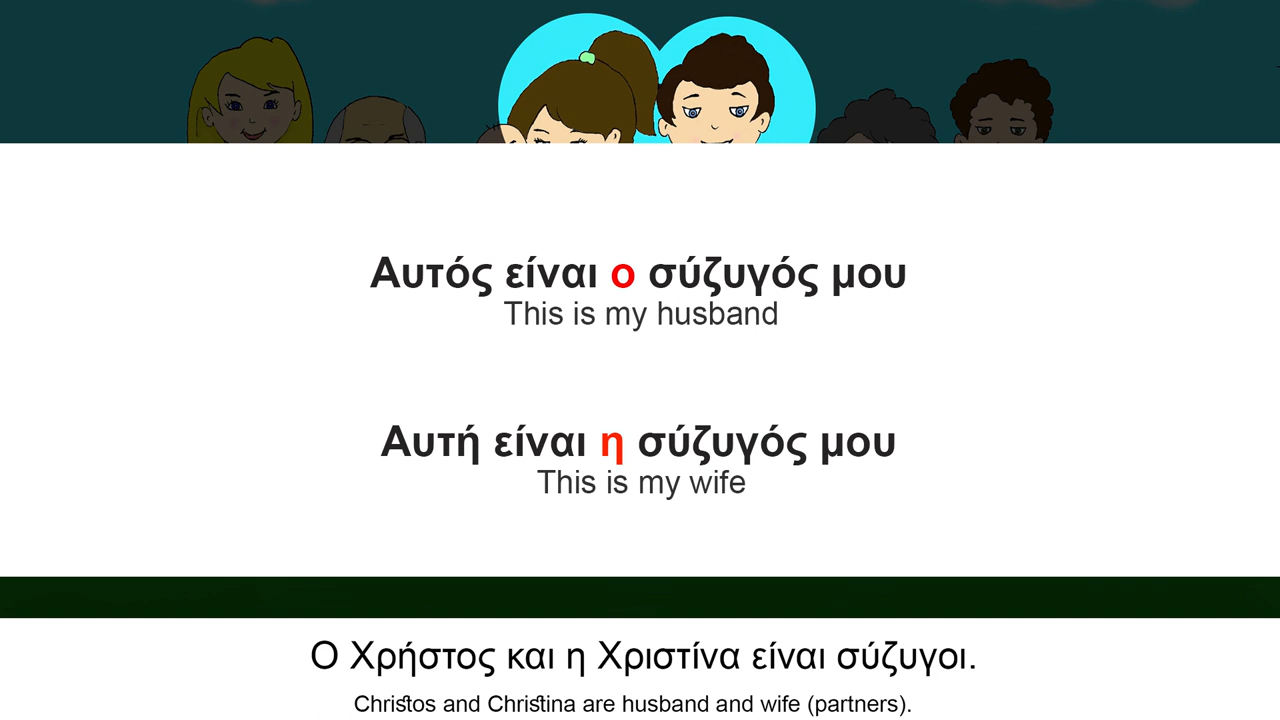 Αυτός είναι ο σύζυγός μου
This is my husband
Αυτή είναι η σύζυγός μου
This is my wife
Ο Χρήστος και η Χριστίνα είναι σύζυγοι.
Christos and Christina are husband and wife (partners).